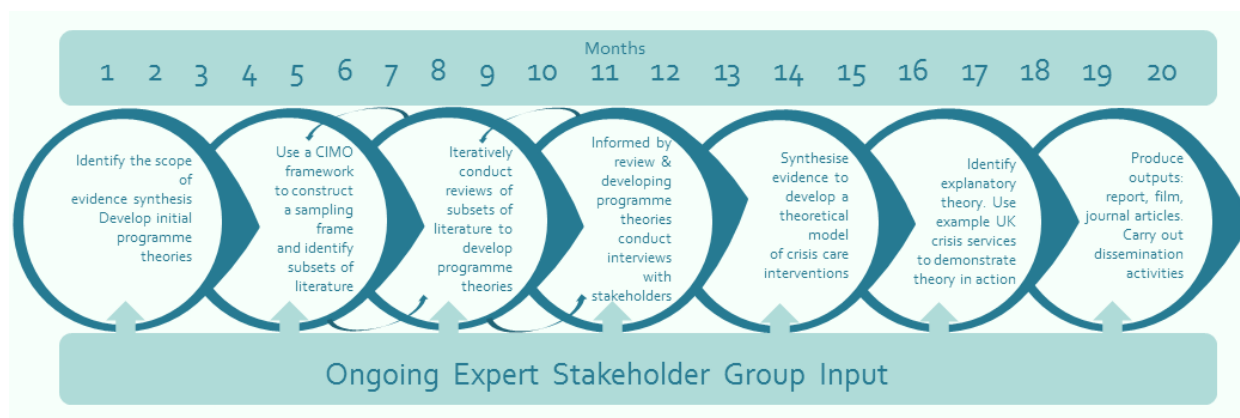 Months
1 2 3 4 5 6 7 8 9 10 11 12 13 14 15 16 17 18 19 20
Identify the scope
of
evidence synthesis
Develop initial
programme
theories
Use a CIMO
framework
to construct
a sampling
frame
and identify
subsets of
literature
Iteratively
conduct
reviews of
subsets of
literature to
develop
programme
theories
Informed by
review &
developing
programme
theories
conduct
interviews
with
stakeholders
Synthesise
evidence to
develop a
theoretical
model
of crisis care
interventions
Identify
explanatory
theory. Use
example UK
crisis services
to demonstrate
theory in action
Produce
outputs:
report, film,
journal articles.
Carry out
dissemination
activities
Ongoing Expert Stakeholder Group Input